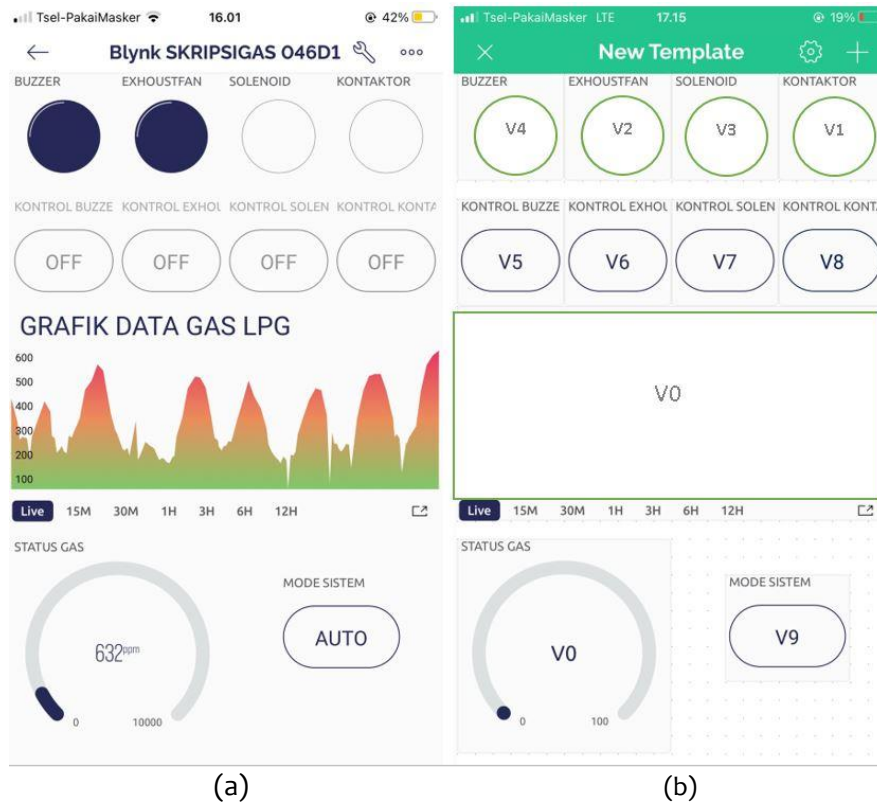 Tsel-PakaiMasker 16.01 42%
Blynk SKRIPSIGAS 046D1
BUZZER EXHOUSTFAN SOLENOID KONTAKTOR
KONTROL BUZZE KONTROL EXHOL KONTROL SOLEN KONTROL KONTA
OFF OFF OFF OFF
GRAFIK DATA GAS LPG
600
500
400
300
200
100
Live 15M 30M 1H 3H 6H 12H
STATUS GAS
MODE SISTEM
632ppm
AUTO
0 10000
(a)
Tsel-PakaiMasker LTE 17.15 19%
New Template
BUZZER EXHOUSTFAN SOLENOID KONTAKTOR
V4 V2 V3 V1
KONTROL BUZZE KONTROL EXHOL KONTROL SOLEN KONTROL KONT
V5 V6 V7 V8
V0
Live 15M 30M 1H 3H 6H 12H
STATUS GAS
MODE SISTEM
V0
V9
0 100
(b)